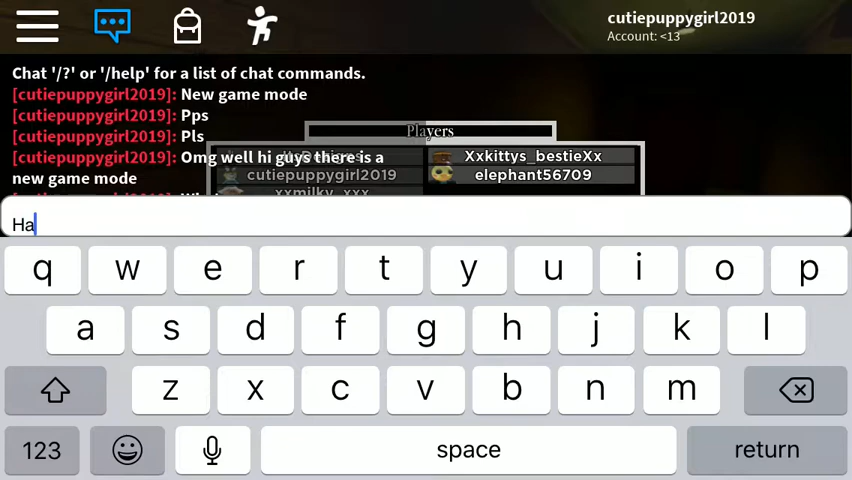 cutiepuppygirl2019
Account: <13
Chat '/?' or '/help' for a list of chat commands.
[cutiepuppygirl2019]: New game mode
[cutiepuppygirl2019]: Pps
[cutiepuppygirl2019]: Pls
[cutiepuppygirl2019]: Omg well hi guys there is a
new game mode
Players
Xxkittys_bestieXx
cutiepuppygirl2019
elephant56709
xxmilky_xxx
Ha
q w e r t y u i o p
a s d f g h j k l
z x c v b n m
123 space return